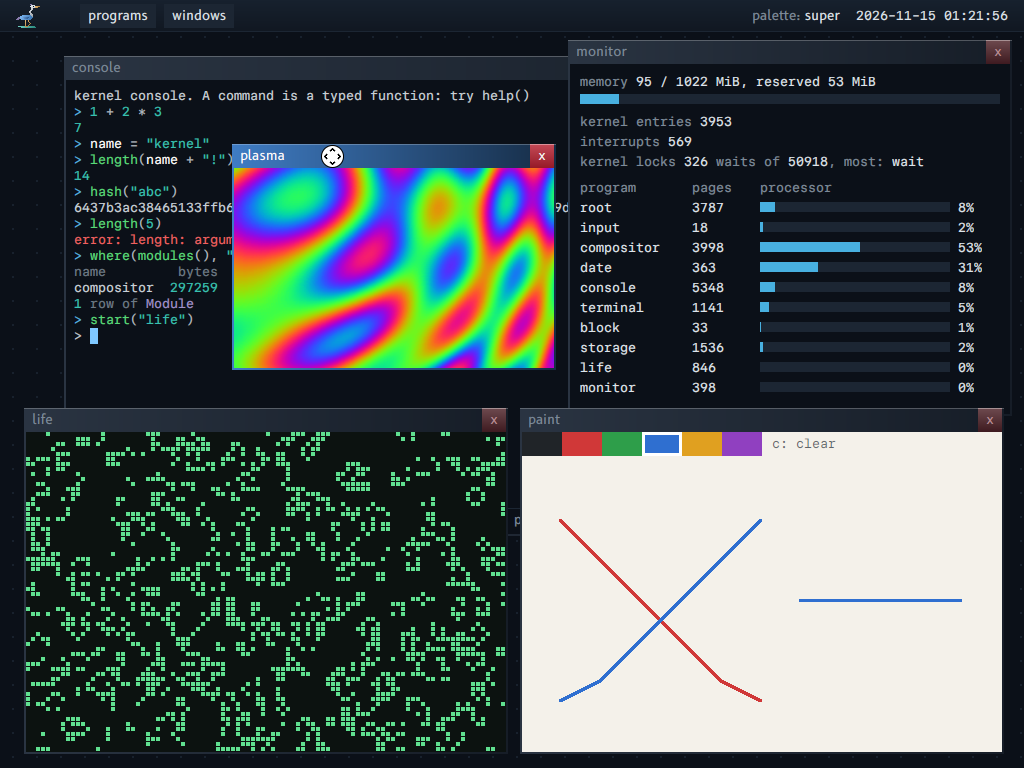 programs windows palette: super 2026-11-15 01:21:56
console
kernel console. A command is a typed function: try help()
> 1 + 2 * 3
7
> name = "kernel"
> length(name + "!")
14
> hash("abc")
6437b3ac38465133ffb6
> length(5)
error: length: argum
> where(modules(), "
name bytes
compositor 297259
1 row of Module
> start("life")
>
plasma x
monitor x
memory 95 / 1022 MiB, reserved 53 MiB
kernel entries 3953
interrupts 569
kernel locks 326 waits of 50918, most: wait
program pages processor
root 3787 8%
input 18 2%
compositor 3998 53%
date 363 31%
console 5348 8%
terminal 1141 5%
block 33 1%
storage 1536 2%
life 846 0%
monitor 398 0%
life x
paint x
c: clear